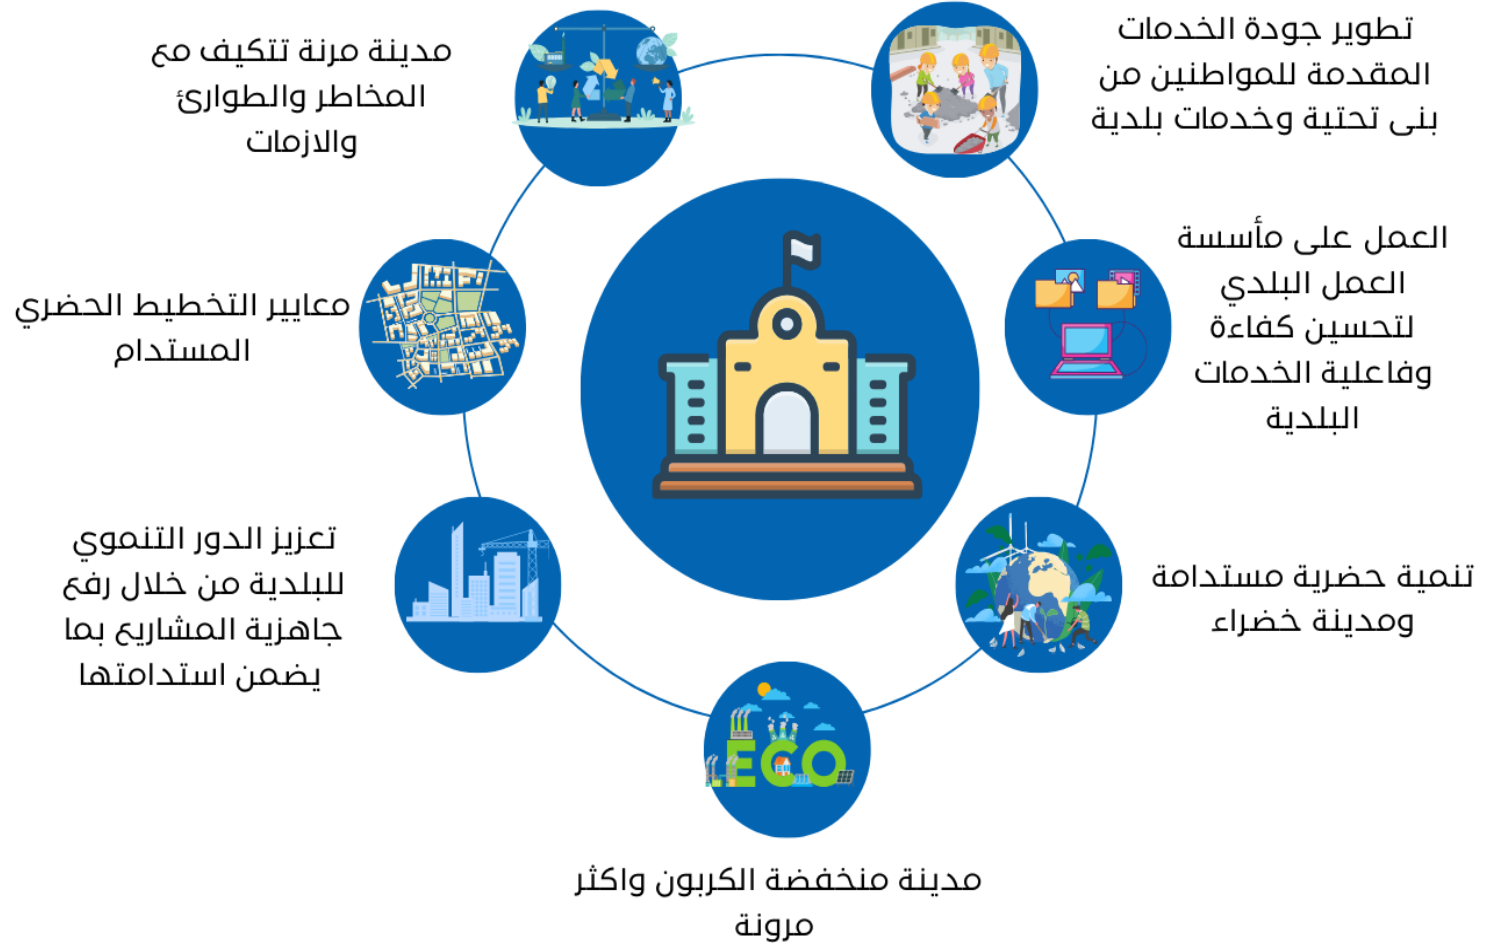 تطوير جودة الخدمات
المقدمة للمواطنين من
بنى تحتية وخدمات بلدية
العمل على مأسسة
العمل البلدي
لتحسين كفاءة
وفاعلية الخدمات
البلدية
تنمية حضرية مستدامة
ومدينة خضراء
ECO
مدينة منخفضة الكربون واكثر
مرونة
تعزيز الدور التنموي
للبلدية من خلال رفع
جاهزية المشاريع بما
يضمن استدامتها
معايير التخطيط الحضري
المستدام
مدينة مرنة تتكيف مع
المخاطر والطوارئ
والازمات